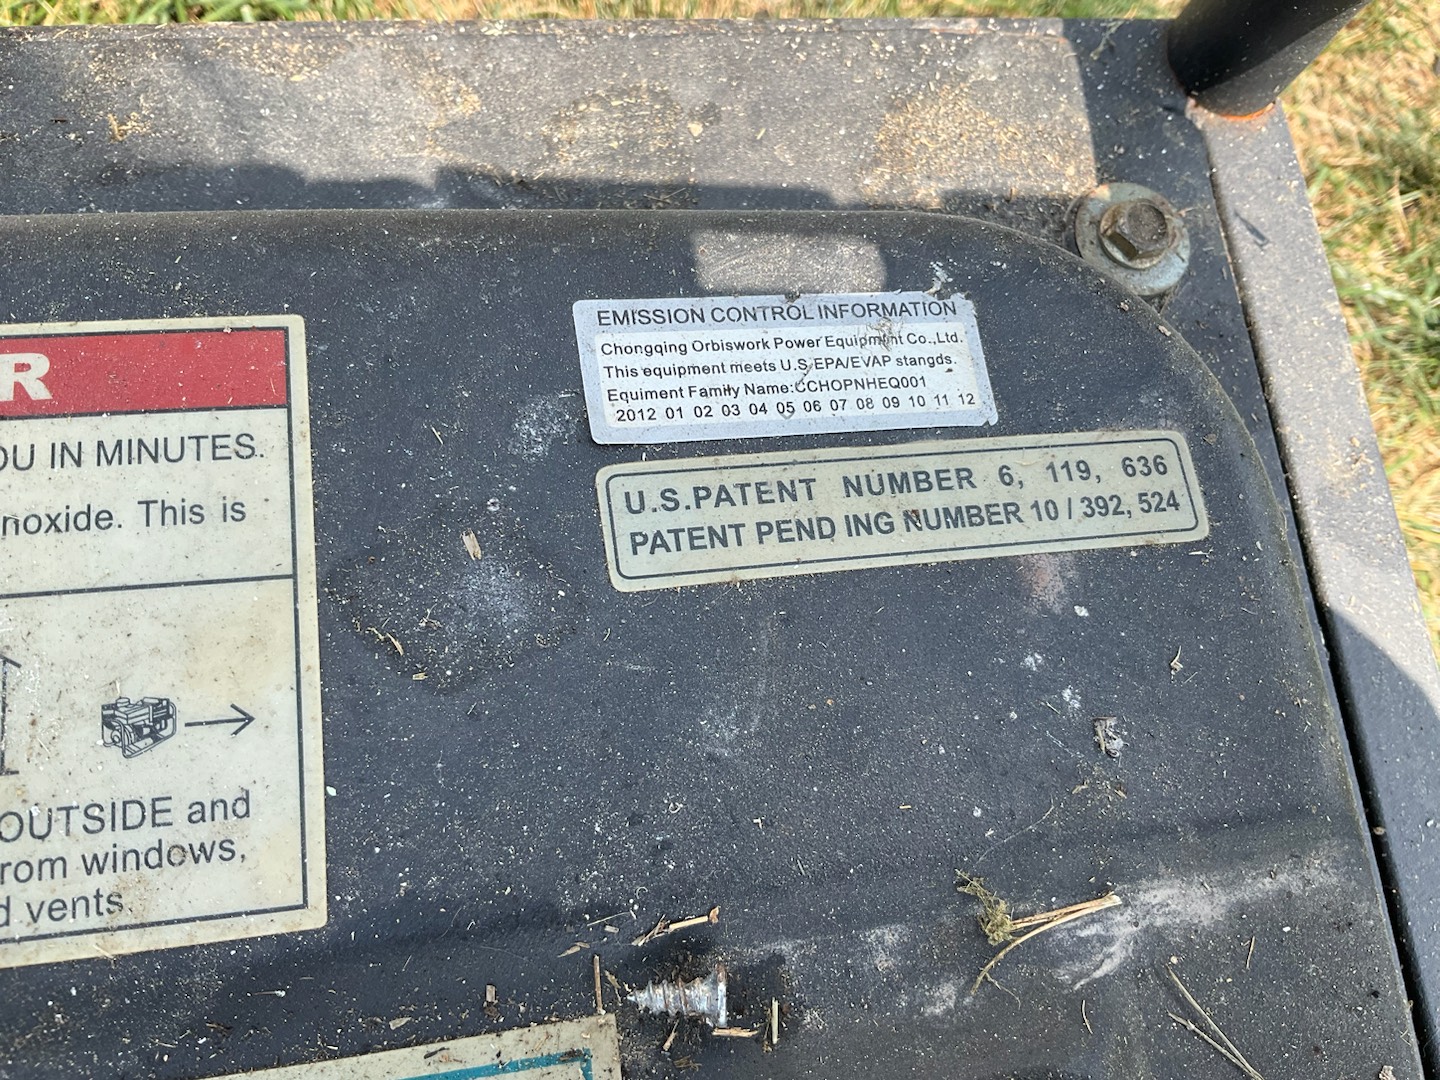 EMISSION CONTROL INFORMATION
Chongqing Orbiswork Power Equipment Co.,Ltd.
This equipment meets U.S EPA/EVAP stangds.
Equiment Family Name:CCHOPNHEQ001
2012 01 02 03 04 05 06 07 08 09 10 11 12
U.S.PATENT NUMBER 6, 119, 636
PATENT PEND ING NUMBER 10 / 392, 524
R
OU IN MINUTES.
noxide. This is
OUTSIDE and
rom windows,
d vents.